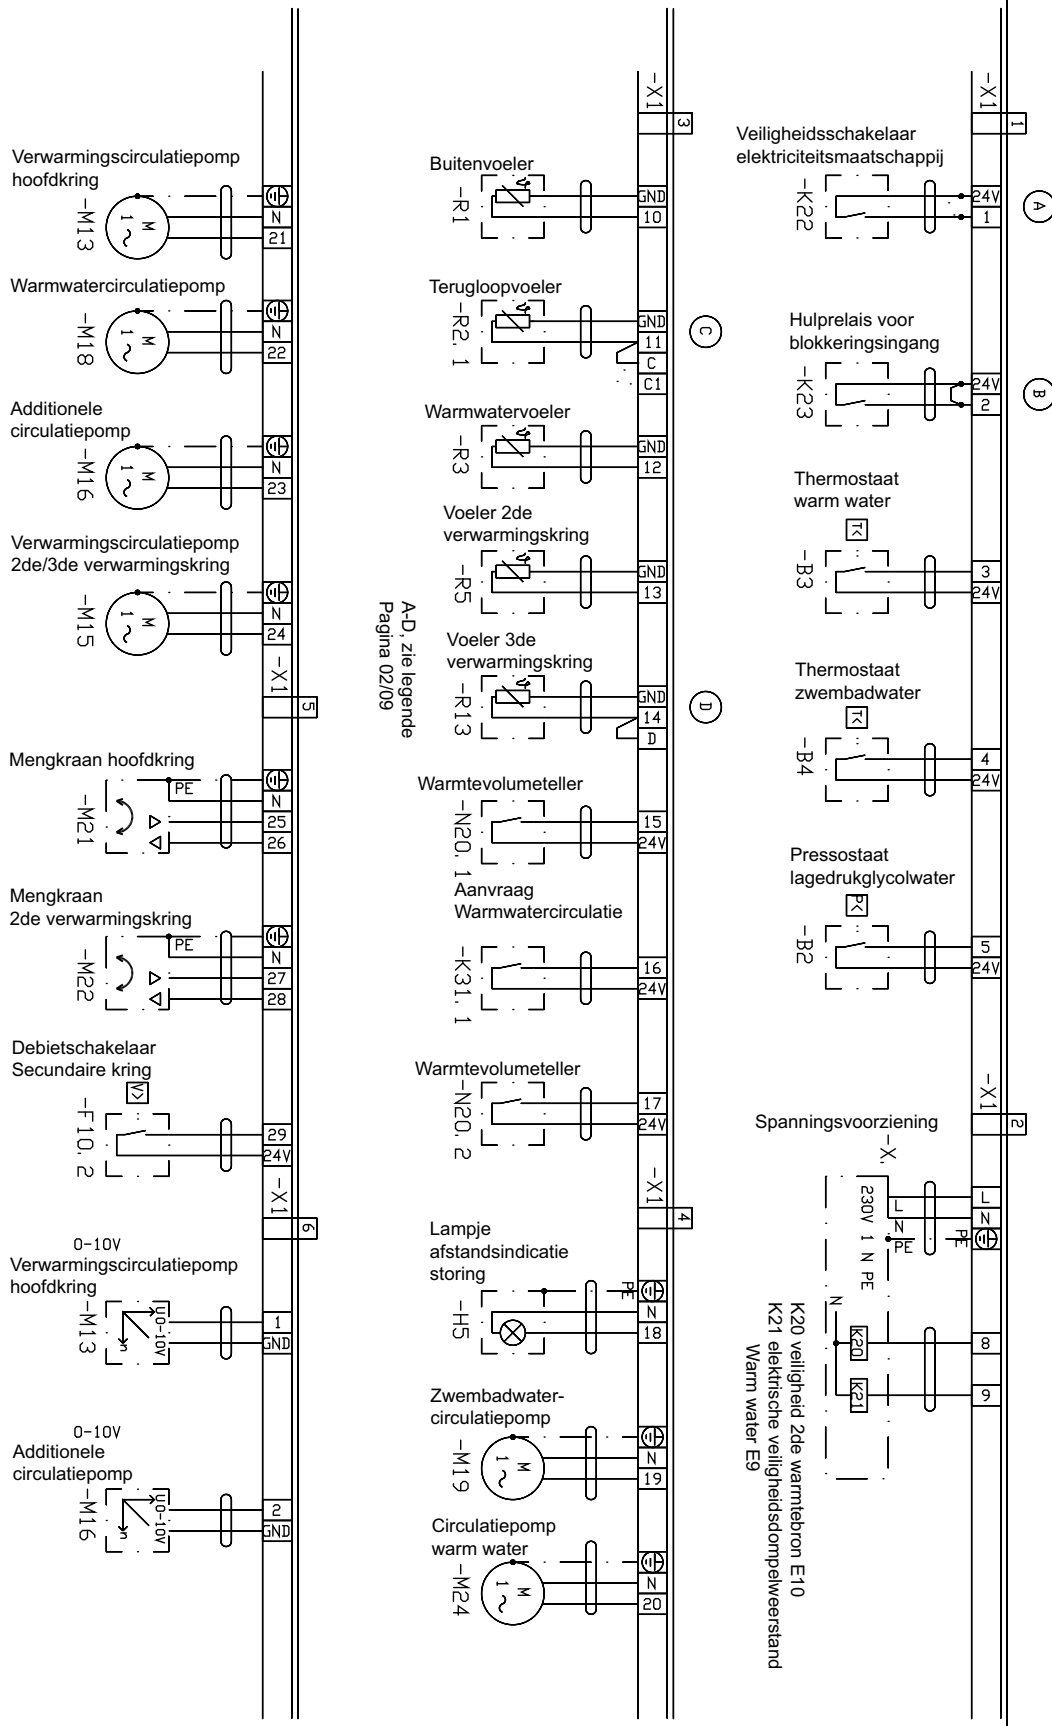 -X1
5
Verwarmingscirculatiepomp
hoofdkring
-M13
M
1 ~
N
21
Warmwatercirculatiepomp
-M18
M
1 ~
N
22
Additionele
circulatiepomp
-M16
M
1 ~
N
23
Verwarmingscirculatiepomp
2de/3de verwarmingskring
-M15
M
1 ~
N
24
Mengkraan hoofdkring
-M21
PE
N
25
26
Mengkraan
2de verwarmingskring
-M22
PE
N
27
28
Debietschakelaar
Secundaire kring
V>
-F10.2
29
24V
-X1
6
0-10V
Verwarmingscirculatiepomp
hoofdkring
-M13
U0-10V
n
1
GND
0-10V
Additionele
circulatiepomp
-M16
U0-10V
n
2
GND
-X1
3
Buitenvoeler
-R1
GND
10
Terugloopvoeler
-R2.1
GND
11
C
C1
C
Warmwatervoeler
-R3
GND
12
Voeler 2de
verwarmingskring
-R5
GND
13
A-D, zie legende
Pagina 02/09
Voeler 3de
verwarmingskring
-R13
GND
14
D
D
Warmtevolumeteller
-N20.1
15
24V
Aanvraag
Warmwatercirculatie
-K31.1
16
24V
Warmtevolumeteller
-N20.2
17
24V
-X1
4
Lampje
afstandsindicatie
storing
-H5
PE
N
18
Zwembadwater-
circulatiepomp
-M19
M
1 ~
N
19
Circulatiepomp
warm water
-M24
M
1 ~
N
20
-X1
1
Veiligheidsschakelaar
elektriciteitsmaatschappij
-K22
24V
1
A
Hulprelais voor
blokkeringsingang
-K23
24V
2
B
Thermostaat
warm water
T<
-B3
3
24V
Thermostaat
zwembadwater
T<
-B4
4
24V
Pressostaat
lagedrukglycolwater
P<
-B2
5
24V
-X1
2
Spanningsvoorziening
-X.
230V 1 N PE
L
N
PE
L
N
PE
N
K20
8
K21
9
K20 veiligheid 2de warmtebron E10
K21 elektrische veiligheidsdompelweerstand
Warm water E9